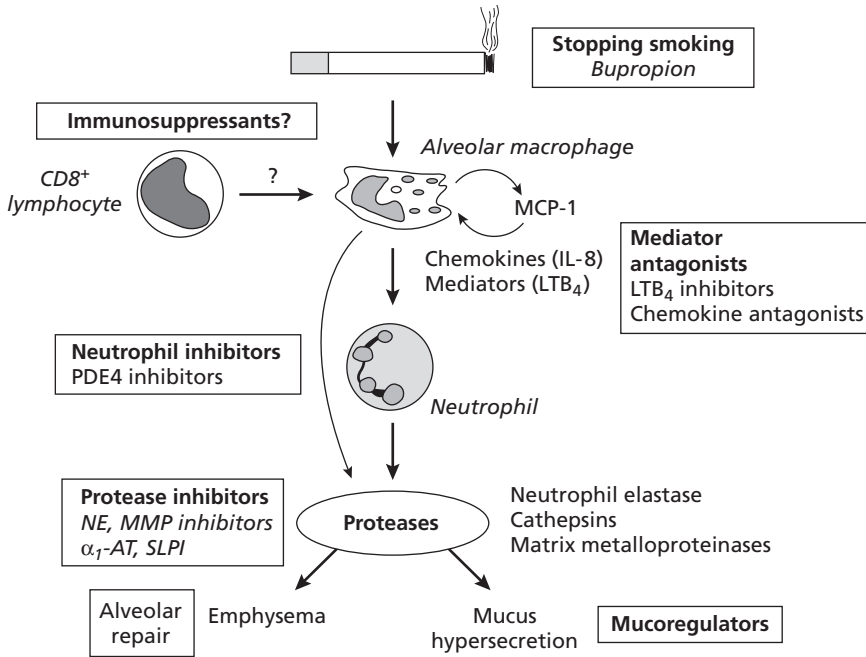 Stopping smoking
Bupropion
Immunosuppressants?
Alveolar macrophage
CD8⁺
lymphocyte
?
MCP-1
Chemokines (IL-8)
Mediators (LTB₄)
Mediator
antagonists
LTB₄ inhibitors
Chemokine antagonists
Neutrophil inhibitors
PDE4 inhibitors
Neutrophil
Protease inhibitors
NE, MMP inhibitors
α₁-AT, SLPI
Proteases
Neutrophil elastase
Cathepsins
Matrix metalloproteinases
Alveolar
repair
Emphysema
Mucus
hypersecretion
Mucoregulators